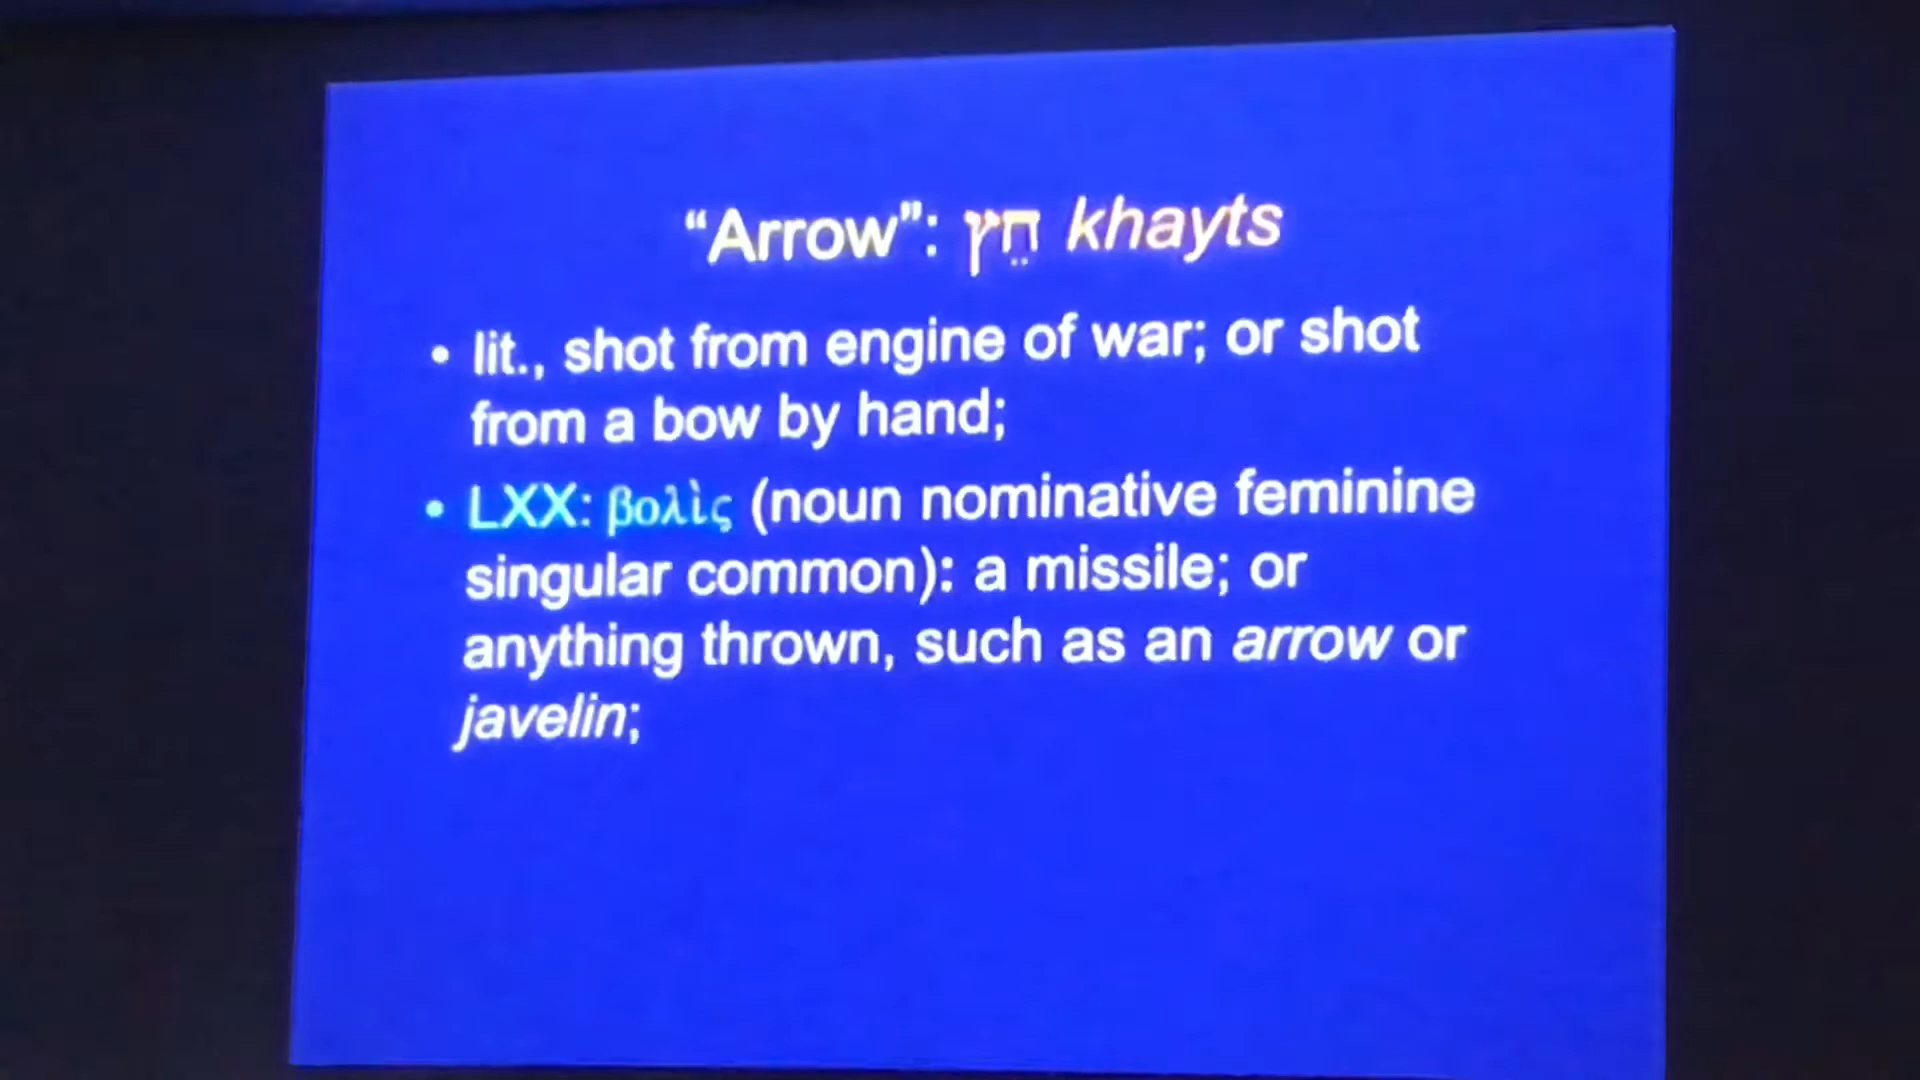 “Arrow”: חֵץ khayts
• lit., shot from engine of war; or shot
from a bow by hand;
• LXX: βολὶς (noun nominative feminine
singular common): a missile; or
anything thrown, such as an arrow or
javelin;